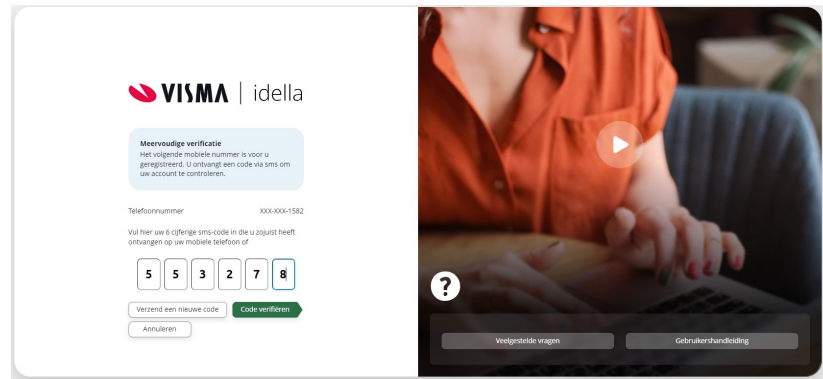 VISMA | idella
Meervoudige verificatie
Het volgende mobiele nummer is voor u
geregistreerd. U ontvangt een code via sms om
uw account te controleren.
Telefoonnummer XXX-XXX-1582
Vul hier uw 6 cijferige sms-code in die u zojuist heeft
ontvangen op uw mobiele telefoon of
5 5 3 2 7 8
Verzend een nieuwe code Code verifiëren
Annuleren
?
Veelgestelde vragen Gebruikershandleiding